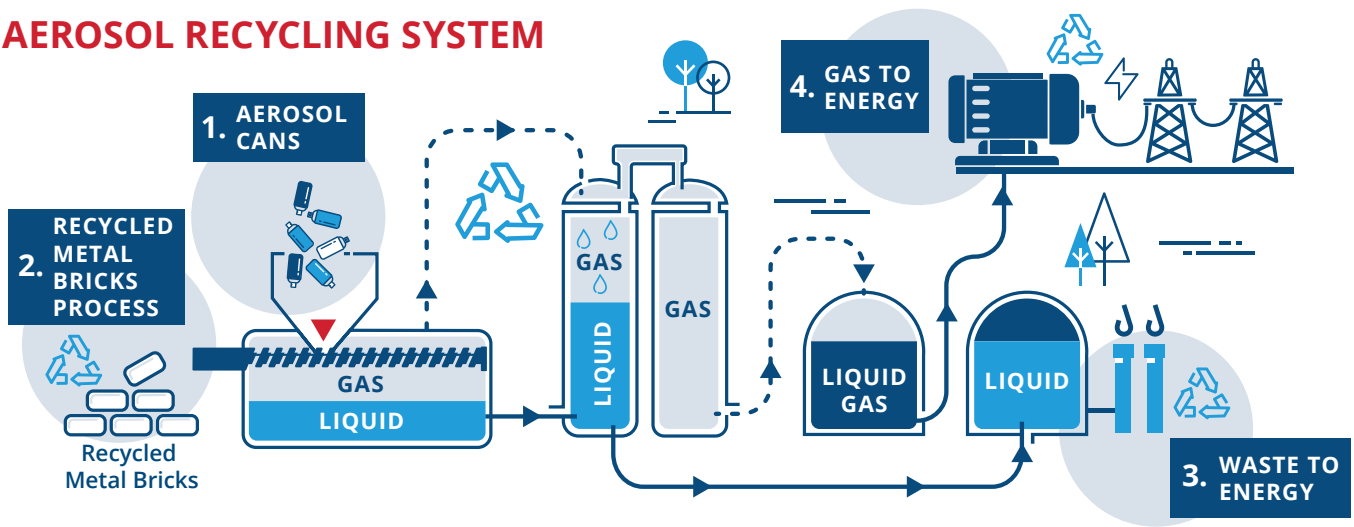 AEROSOL RECYCLING SYSTEM
1. AEROSOL
CANS
2. RECYCLED
METAL
BRICKS
PROCESS
Recycled
Metal Bricks
GAS
LIQUID
GAS
LIQUID
GAS
LIQUID
GAS
4. GAS TO
ENERGY
LIQUID
3. WASTE TO
ENERGY